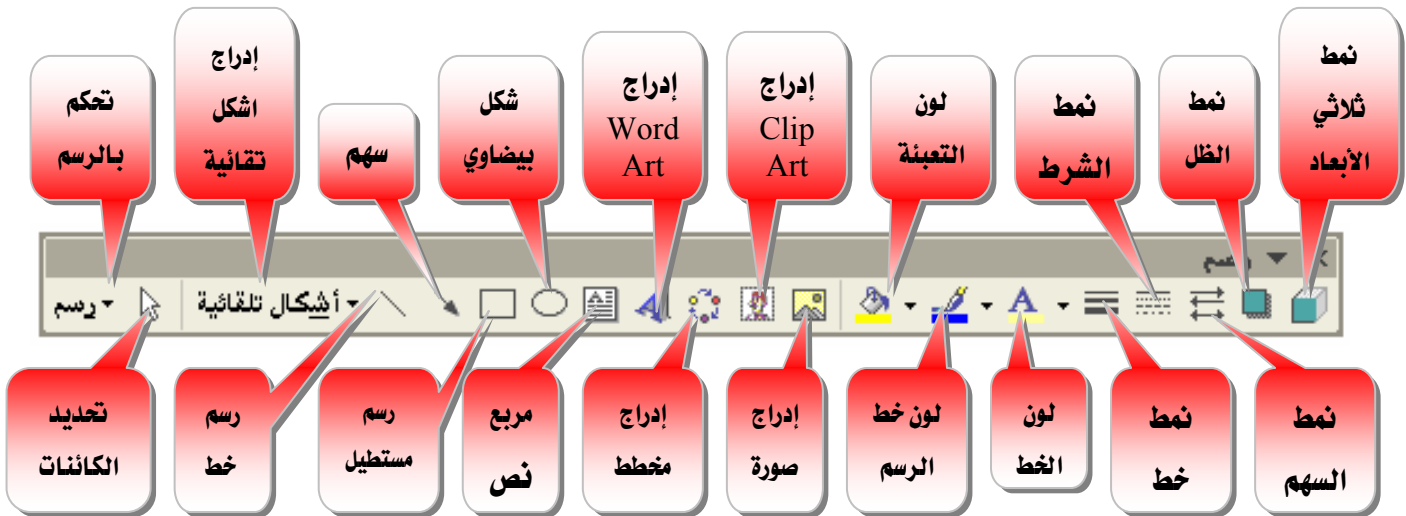 نمط
ثلاثي
الأبعاد
نمط
الظل
نمط
الشرط
لون
التعبئة
إدراج
Clip
Art
إدراج
Word
Art
شكل
بيضاوي
سهم
إدراج
اشكل
تقائية
تحكم
بالرسم
أشكال تلقائية
رسم
نمط
السهم
نمط
خط
لون
الخط
لون خط
الرسم
إدراج
صورة
إدراج
مخطط
مربع
نص
رسم
مستطيل
رسم
خط
تحديد
الكائنات